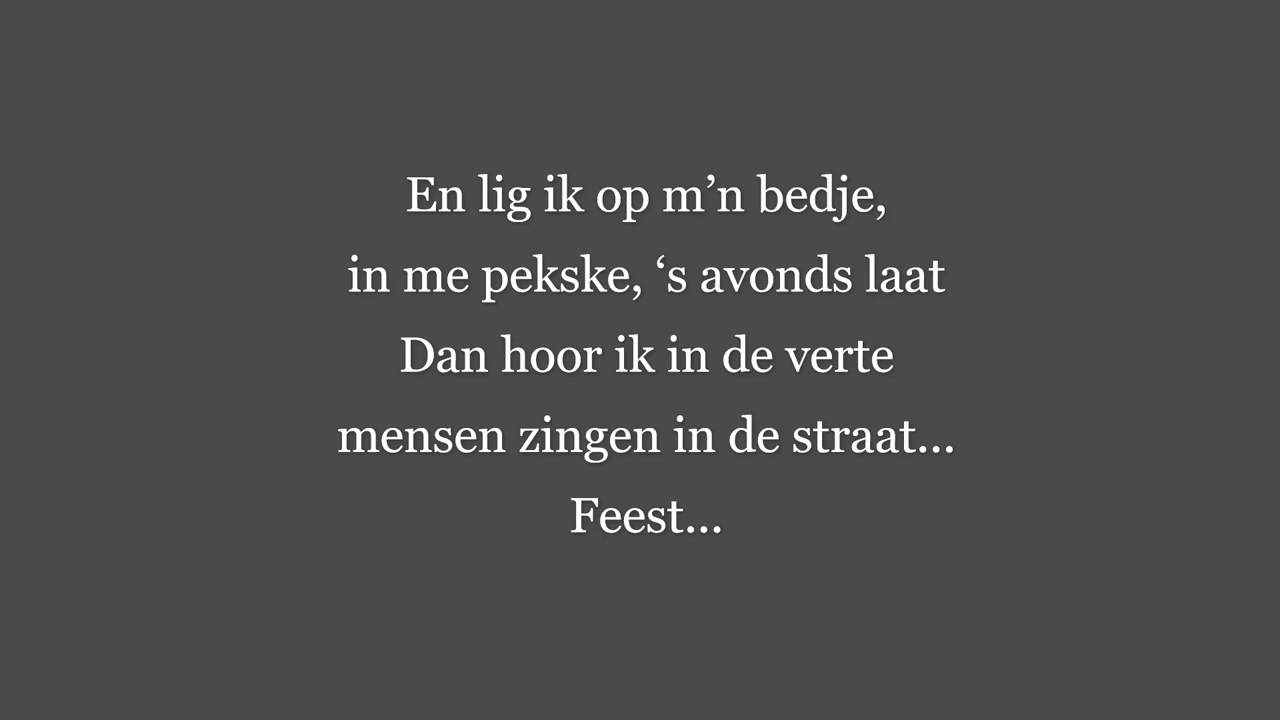 En lig ik op m’n bedje,
in me pekske, ‘s avonds laat
Dan hoor ik in de verte
mensen zingen in de straat...
Feest...